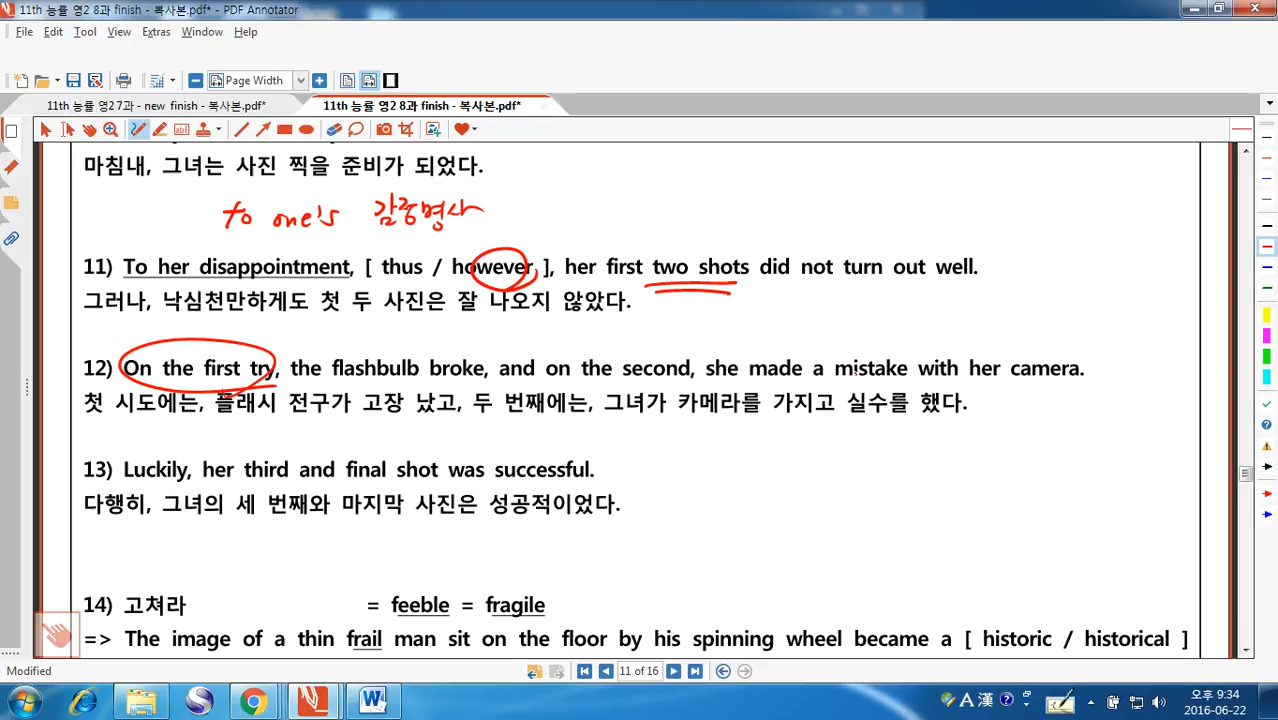 11th 능률 영2 8과 finish - 복사본.pdf* - PDF Annotator
File Edit Tool View Extras Window Help
Page Width
11th 능률 영2 7과 - new finish - 복사본.pdf* 11th 능률 영2 8과 finish - 복사본.pdf*
마침내, 그녀는 사진 찍을 준비가 되었다.
to one's 감정명사
11) To her disappointment, [ thus / however, ], her first two shots did not turn out well.
그러나, 낙심천만하게도 첫 두 사진은 잘 나오지 않았다.
12) On the first try, the flashbulb broke, and on the second, she made a mistake with her camera.
첫 시도에는, 플래시 전구가 고장 났고, 두 번째에는, 그녀가 카메라를 가지고 실수를 했다.
13) Luckily, her third and final shot was successful.
다행히, 그녀의 세 번째와 마지막 사진은 성공적이었다.
14) 고쳐라 = feeble = fragile
=> The image of a thin frail man sit on the floor by his spinning wheel became a [ historic / historical ]
Modified
11 of 16
A 漢
오후 9:34
2016-06-22